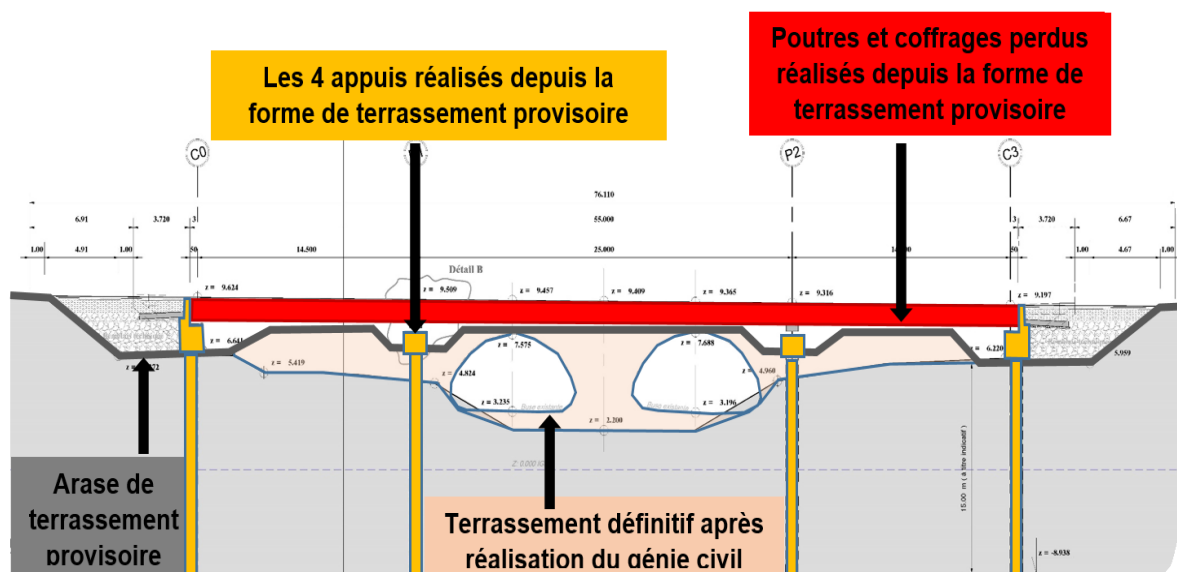 Les 4 appuis réalisés depuis la
forme de terrassement provisoire
Poutres et coffrages perdus
réalisés depuis la forme de
terrassement provisoire
C0
P2
C3
76.110
6.91
3.720
3
55.000
3
3.720
6.67
1.00
4.91
1.00
50
14.500
25.000
50
1.00
4.67
1.00
Détail B
z = 9.624
z = 9.509
z = 9.457
z = 9.409
z = 9.365
z = 9.316
z = 9.197
z = 7.575
z = 7.688
z = 6.220
5.959
5.419
z = 4.824
z = 4.960
z = 3.235
z = 3.196
Buse existante
z = 2.200
15.00 m ( à titre indicatif )
z = -8.938
Arase de
terrassement
provisoire
Terrassement définitif après
réalisation du génie civil